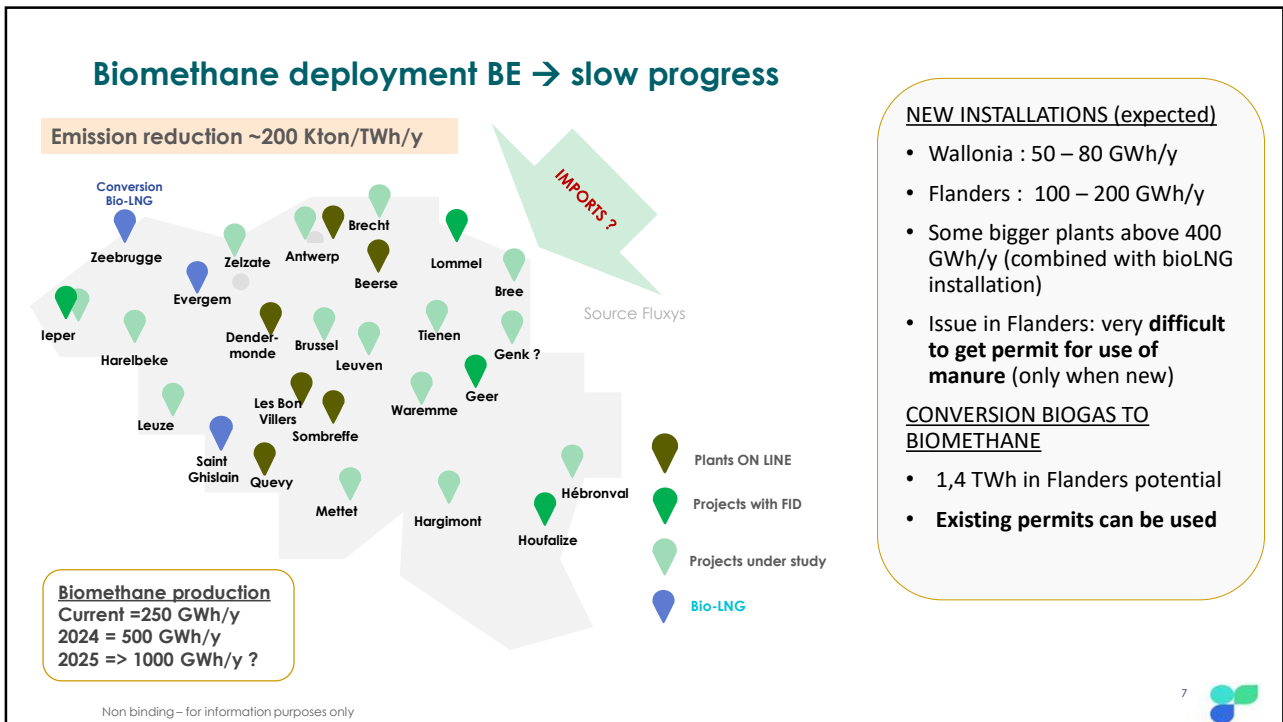 Biomethane deployment BE → slow progress
Emission reduction ~200 Kton/TWh/y
Conversion
Bio-LNG
Zeebrugge
Evergem
Zelzate
Antwerp
Brecht
Beerse
Lommel
Bree
IMPORTS ?
Source Fluxys
Ieper
Harelbeke
Dender-
monde
Brussel
Leuven
Tienen
Genk ?
Leuze
Les Bon
Villers
Sombreffe
Waremme
Geer
Saint
Ghislain
Quevy
Mettet
Hargimont
Hébronval
Houfalize
Plants ON LINE
Projects with FID
Projects under study
Bio-LNG
Biomethane production
Current =250 GWh/y
2024 = 500 GWh/y
2025 => 1000 GWh/y ?
NEW INSTALLATIONS (expected)
• Wallonia : 50 – 80 GWh/y
• Flanders : 100 – 200 GWh/y
• Some bigger plants above 400
GWh/y (combined with bioLNG
installation)
• Issue in Flanders: very difficult
to get permit for use of
manure (only when new)
CONVERSION BIOGAS TO
BIOMETHANE
• 1,4 TWh in Flanders potential
• Existing permits can be used
Non binding – for information purposes only
7